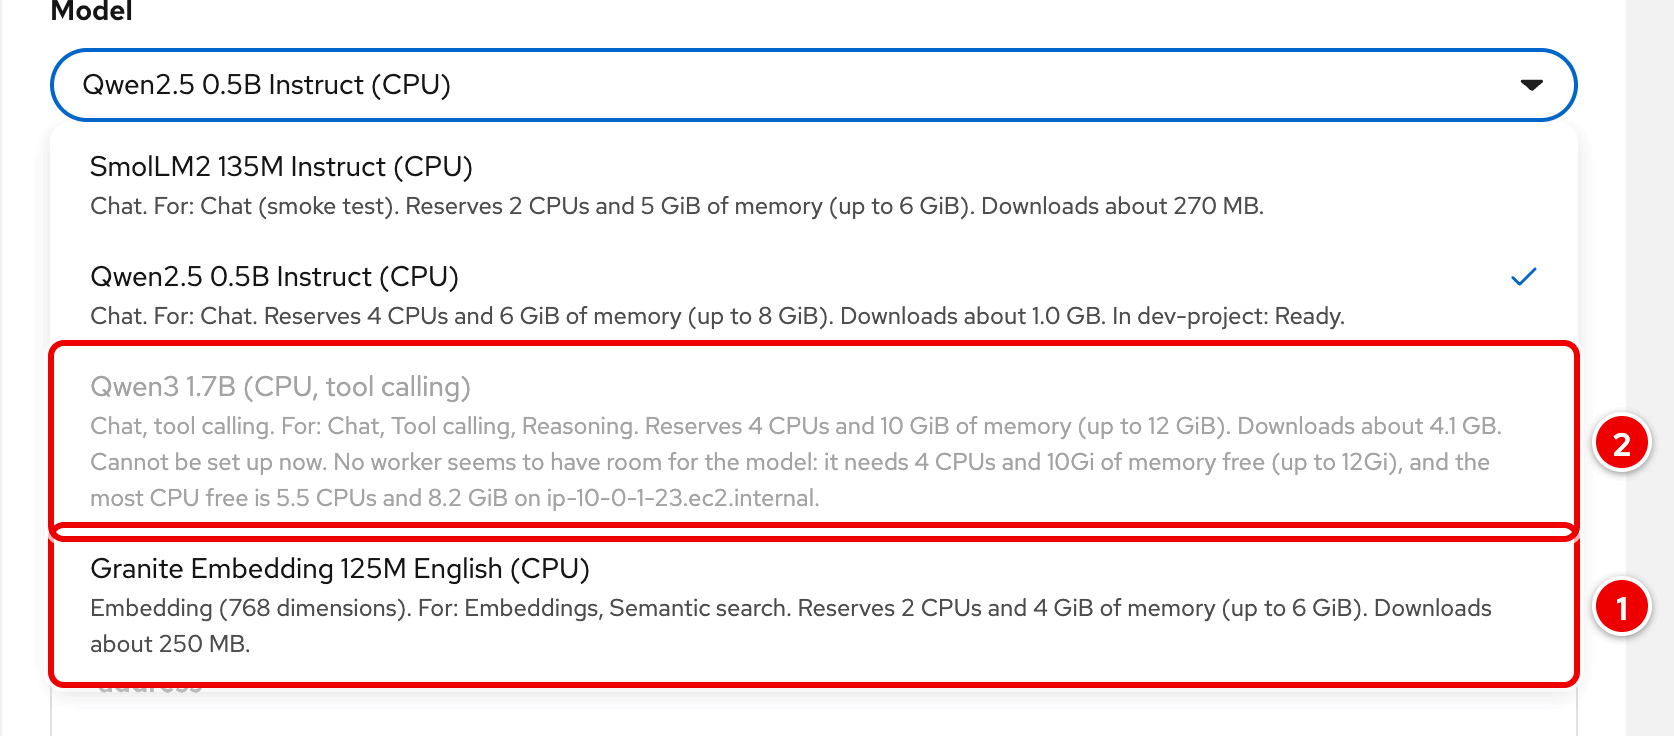 Model
Qwen2.5 0.5B Instruct (CPU)
SmolLM2 135M Instruct (CPU)
Chat. For: Chat (smoke test). Reserves 2 CPUs and 5 GiB of memory (up to 6 GiB). Downloads about 270 MB.
Qwen2.5 0.5B Instruct (CPU)
Chat. For: Chat. Reserves 4 CPUs and 6 GiB of memory (up to 8 GiB). Downloads about 1.0 GB. In dev-project: Ready.
Qwen3 1.7B (CPU, tool calling)
Chat, tool calling. For: Chat, Tool calling, Reasoning. Reserves 4 CPUs and 10 GiB of memory (up to 12 GiB). Downloads about 4.1 GB.
Cannot be set up now. No worker seems to have room for the model: it needs 4 CPUs and 10Gi of memory free (up to 12Gi), and the
most CPU free is 5.5 CPUs and 8.2 GiB on ip-10-0-1-23.ec2.internal.
2
Granite Embedding 125M English (CPU)
Embedding (768 dimensions). For: Embeddings, Semantic search. Reserves 2 CPUs and 4 GiB of memory (up to 6 GiB). Downloads
about 250 MB.
1